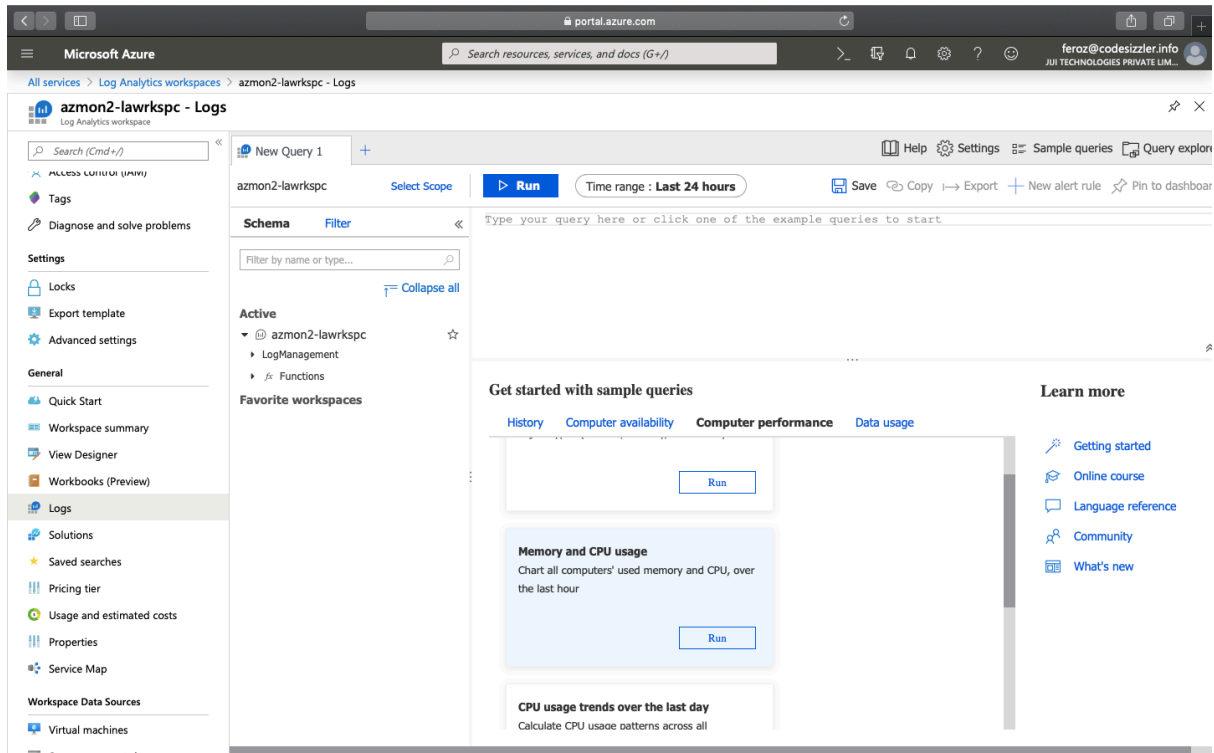 portal.azure.com
Microsoft Azure
Search resources, services, and docs (G+/)
feroz@codesizzler.info
JIJI TECHNOLOGIES PRIVATE LIM...
All services > Log Analytics workspaces > azmon2-lawrkspc - Logs
azmon2-lawrkspc - Logs
Log Analytics workspace
Search (Cmd+/)
Access control (IAM)
Tags
Diagnose and solve problems
Settings
Locks
Export template
Advanced settings
General
Quick Start
Workspace summary
View Designer
Workbooks (Preview)
Logs
Solutions
Saved searches
Pricing tier
Usage and estimated costs
Properties
Service Map
Workspace Data Sources
Virtual machines
New Query 1
Help Settings Sample queries Query explore
azmon2-lawrkspc Select Scope Run Time range : Last 24 hours Save Copy Export New alert rule Pin to dashboar
Schema Filter
Filter by name or type...
Collapse all
Active
azmon2-lawrkspc
LogManagement
fx Functions
Favorite workspaces
Type your query here or click one of the example queries to start
Get started with sample queries
History Computer availability Computer performance Data usage
Run
Memory and CPU usage
Chart all computers' used memory and CPU, over
the last hour
Run
CPU usage trends over the last day
Calculate CPU usage patterns across all
Learn more
Getting started
Online course
Language reference
Community
What's new